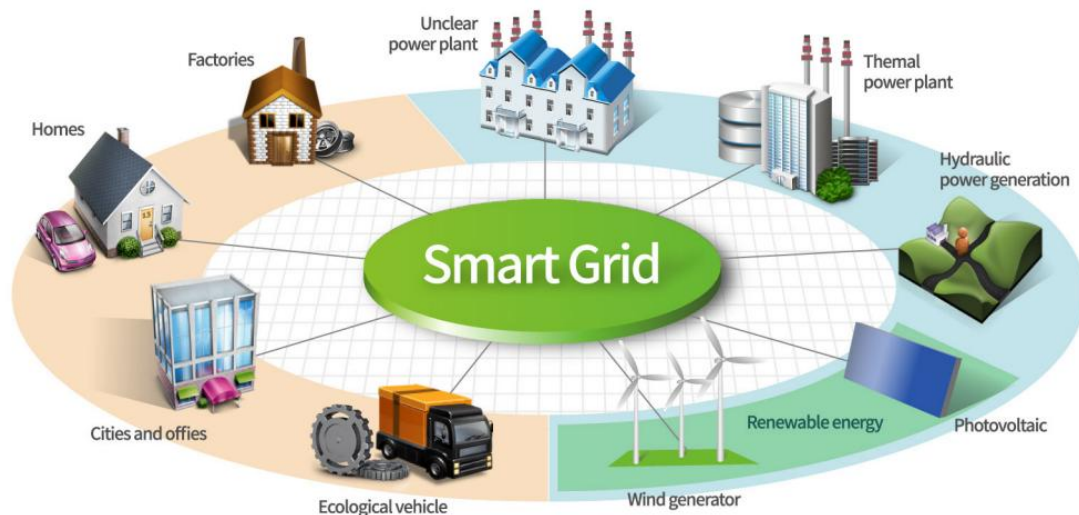 Unclear
power plant
Themal
power plant
Factories
Homes
Hydraulic
power generation
Smart Grid
Renewable energy
Photovoltaic
Cities and offies
Wind generator
Ecological vehicle